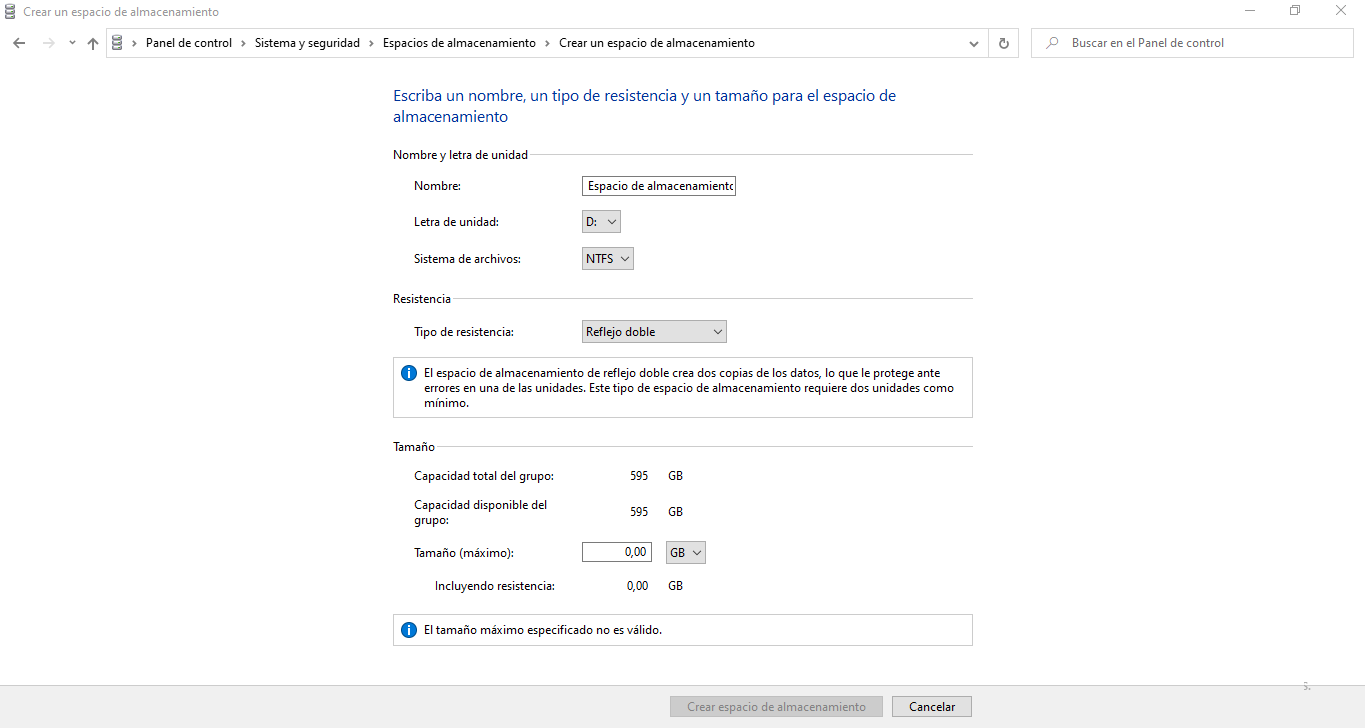 Crear un espacio de almacenamiento
Panel de control > Sistema y seguridad > Espacios de almacenamiento > Crear un espacio de almacenamiento
Buscar en el Panel de control
Escriba un nombre, un tipo de resistencia y un tamaño para el espacio de
almacenamiento
Nombre y letra de unidad
Nombre: Espacio de almacenamiento
Letra de unidad: D:
Sistema de archivos: NTFS
Resistencia
Tipo de resistencia: Reflejo doble
El espacio de almacenamiento de reflejo doble crea dos copias de los datos, lo que le protege ante
errores en una de las unidades. Este tipo de espacio de almacenamiento requiere dos unidades como
mínimo.
Tamaño
Capacidad total del grupo: 595 GB
Capacidad disponible del
grupo: 595 GB
Tamaño (máximo): 0,00 GB
Incluyendo resistencia: 0,00 GB
El tamaño máximo especificado no es válido.
s.
Crear espacio de almacenamiento Cancelar